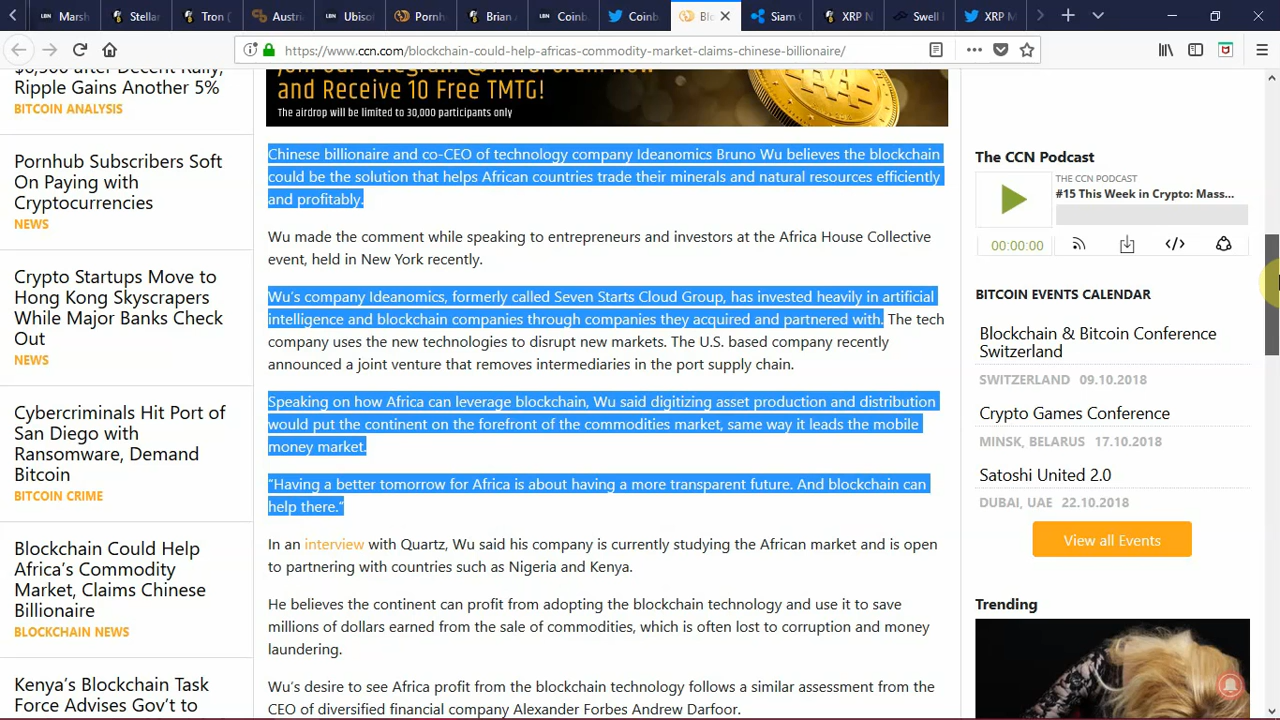 Marsh
Stellar
Tron (
Austri
Ubisof
Pornh
Brian
Coinb
Coinb
Blo
Siam C
XRP N
Swell
XRP M
https://www.ccn.com/blockchain-could-help-africas-commodity-market-claims-chinese-billionaire/
$6,500 after Decent Rally,
Ripple Gains Another 5%
BITCOIN ANALYSIS
Pornhub Subscribers Soft
On Paying with
Cryptocurrencies
NEWS
Crypto Startups Move to
Hong Kong Skyscrapers
While Major Banks Check
Out
NEWS
Cybercriminals Hit Port of
San Diego with
Ransomware, Demand
Bitcoin
BITCOIN CRIME
Blockchain Could Help
Africa's Commodity
Market, Claims Chinese
Billionaire
BLOCKCHAIN NEWS
Kenya's Blockchain Task
Force Advises Gov't to
and Receive 10 Free TMTG!
The airdrop will be limited to 30,000 participants only
Chinese billionaire and co-CEO of technology company Ideanomics Bruno Wu believes the blockchain
could be the solution that helps African countries trade their minerals and natural resources efficiently
and profitably.
Wu made the comment while speaking to entrepreneurs and investors at the Africa House Collective
event, held in New York recently.
Wu's company Ideanomics, formerly called Seven Starts Cloud Group, has invested heavily in artificial
intelligence and blockchain companies through companies they acquired and partnered with. The tech
company uses the new technologies to disrupt new markets. The U.S. based company recently
announced a joint venture that removes intermediaries in the port supply chain.
Speaking on how Africa can leverage blockchain, Wu said digitizing asset production and distribution
would put the continent on the forefront of the commodities market, same way it leads the mobile
money market.
“Having a better tomorrow for Africa is about having a more transparent future. And blockchain can
help there.”
In an interview with Quartz, Wu said his company is currently studying the African market and is open
to partnering with countries such as Nigeria and Kenya.
He believes the continent can profit from adopting the blockchain technology and use it to save
millions of dollars earned from the sale of commodities, which is often lost to corruption and money
laundering.
Wu's desire to see Africa profit from the blockchain technology follows a similar assessment from the
CEO of diversified financial company Alexander Forbes Andrew Darfoor.
The CCN Podcast
THE CCN PODCAST
#15 This Week in Crypto: Mass...
00:00:00
BITCOIN EVENTS CALENDAR
Blockchain & Bitcoin Conference
Switzerland
SWITZERLAND 09.10.2018
Crypto Games Conference
MINSK, BELARUS 17.10.2018
Satoshi United 2.0
DUBAI, UAE 22.10.2018
View all Events
Trending